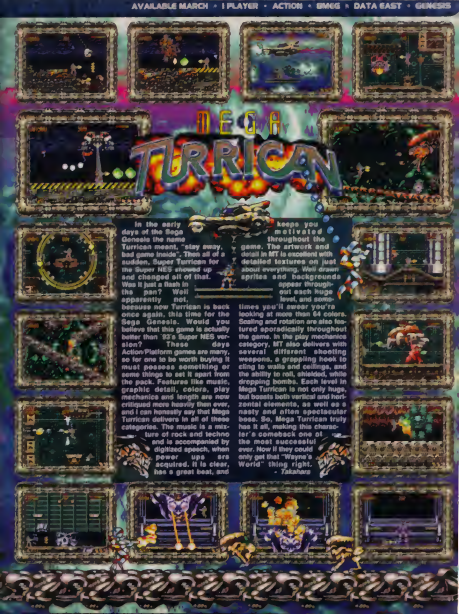 AVAILABLE MARCH • 1 PLAYER • ACTION • 8MEG • DATA EAST • GENESIS
MEGA
TURRICAN
In the early
days of the Sega
Genesis the name
Turrican meant, "stay away,
bad game inside". Then all of a
sudden, Super Turrican for
the Super NES showed up
and changed all of that.
Was it just a flash in
the pan? Well
apparently not,
because now Turrican is back
once again, this time for the
Sega Genesis. Would you
believe that this game is actually
better than '93's Super NES ver-
sion? These days
Action/Platform games are many,
so for one to be worth buying it
must possess something or
some things to set it apart from
the pack. Features like music,
graphic detail, colors, play
mechanics and length are now
critiqued more heavily than ever,
and I can honestly say that Mega
Turrican delivers in all of these
categories. The music is a mix-
ture of rock and techno
and is accompanied by
digitized speech, when
power ups are
acquired. It is clear,
has a great beat, and
keeps you
motivated
throughout the
game. The artwork and
detail in MT is excellent with
detailed textures on just
about everything. Well drawn
sprites and backgrounds
appear through-
out each huge
level, and some-
times you'll swear you're
looking at more than 64 colors.
Scaling and rotation are also fea-
tured sporadically throughout
the game. In the play mechanics
category, MT also delivers with
several different shooting
weapons, a grappling hook to
cling to walls and ceilings, and
the ability to roll, shielded, while
dropping bombs. Each level in
Mega Turrican is not only huge,
but boasts both vertical and hori-
zontal elements, as well as a
nasty and often spectacular
boss. So, Mega Turrican truly
has it all, making this charac-
ter's comeback one of
the most successful
ever. Now if they could
only get that "Wayne's
World" thing right.
- Takahara